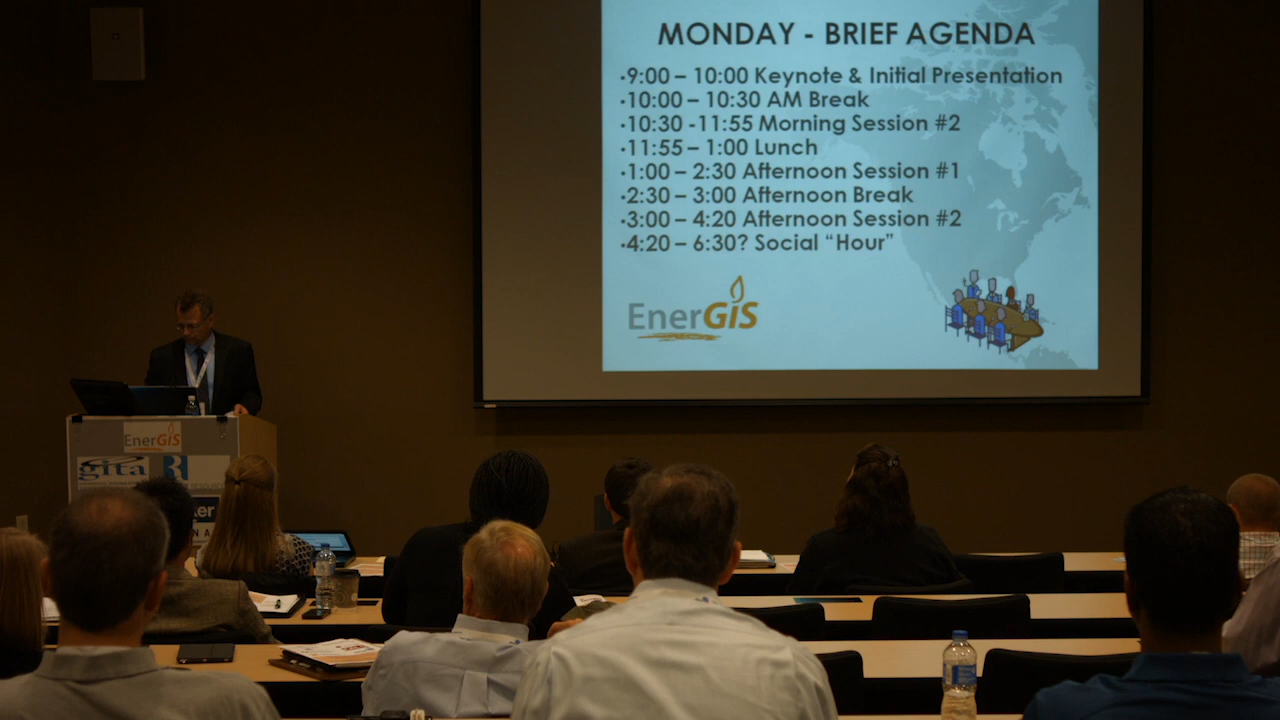 MONDAY - BRIEF AGENDA
•9:00 – 10:00 Keynote & Initial Presentation
•10:00 – 10:30 AM Break
•10:30 -11:55 Morning Session #2
•11:55 – 1:00 Lunch
•1:00 – 2:30 Afternoon Session #1
•2:30 – 3:00 Afternoon Break
•3:00 – 4:20 Afternoon Session #2
•4:20 – 6:30? Social “Hour”
EnerGIS
EnerGIS
gita